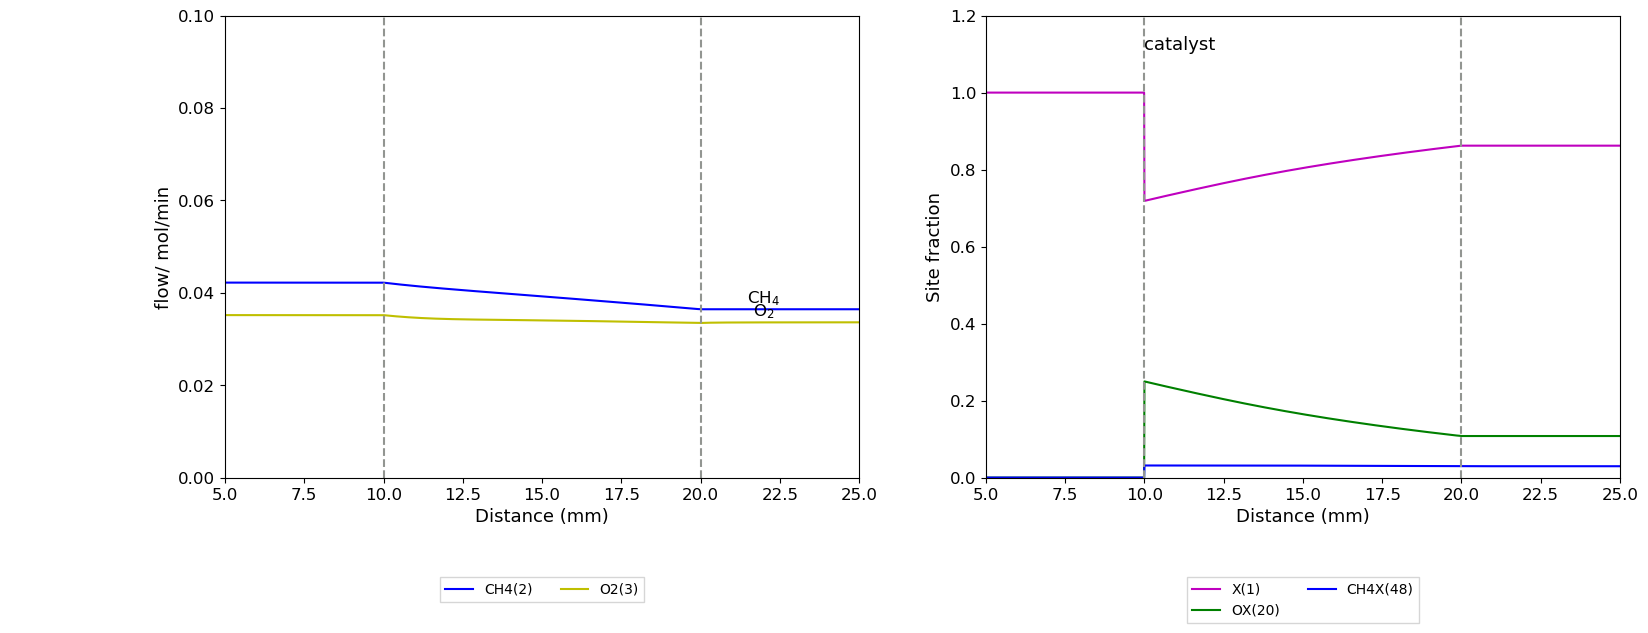 0.10
0.08
0.06
0.04
0.02
0.00
flow/ mol/min
CH₄
O₂
5.0 7.5 10.0 12.5 15.0 17.5 20.0 22.5 25.0
Distance (mm)
CH4(2) O2(3)
1.2
1.0
0.8
0.6
0.4
0.2
0.0
Site fraction
catalyst
5.0 7.5 10.0 12.5 15.0 17.5 20.0 22.5 25.0
Distance (mm)
X(1) CH4X(48)
OX(20)